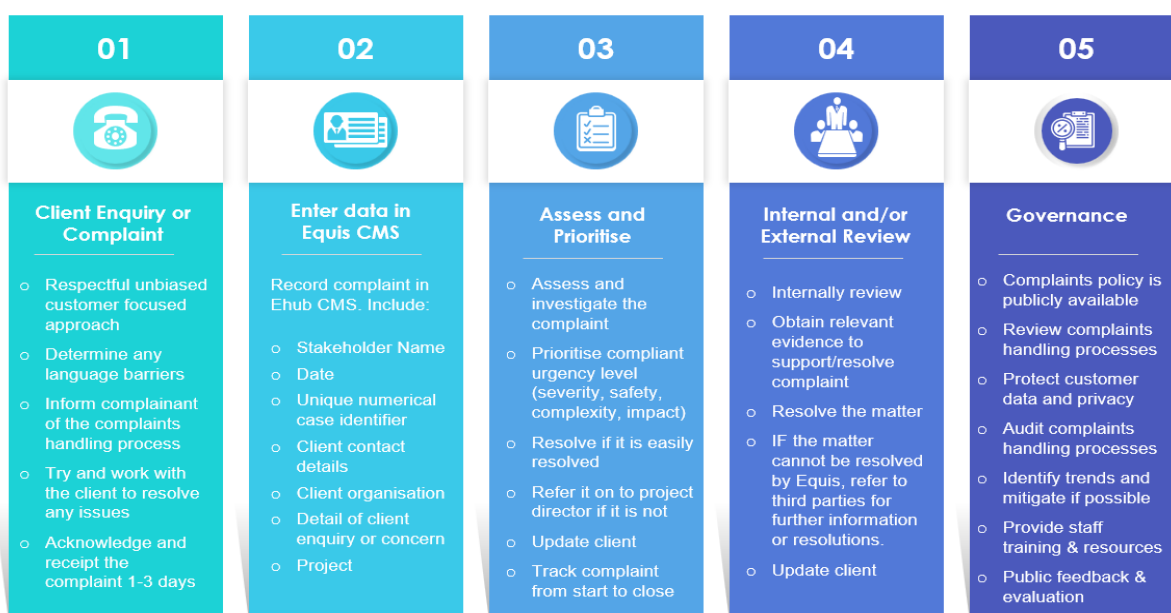 01
Client Enquiry or
Complaint
o Respectful unbiased
customer focused
approach
o Determine any
language barriers
o Inform complainant
of the complaints
handling process
o Try and work with
the client to resolve
any issues
o Acknowledge and
receipt the
complaint 1-3 days
02
Enter data in
Equis CMS
Record complaint in
Ehub CMS. Include:
o Stakeholder Name
o Date
o Unique numerical
case identifier
o Client contact
details
o Client organisation
o Detail of client
enquiry or concern
o Project
03
Assess and
Prioritise
o Assess and
investigate the
complaint
o Prioritise compliant
urgency level
(severity, safety,
complexity, impact)
o Resolve if it is easily
resolved
o Refer it on to project
director if it is not
o Update client
o Track complaint
from start to close
04
Internal and/or
External Review
o Internally review
o Obtain relevant
evidence to
support/resolve
complaint
o Resolve the matter
o IF the matter
cannot be resolved
by Equis, refer to
third parties for
further information
or resolutions.
o Update client
05
Governance
o Complaints policy is
publicly available
o Review complaints
handling processes
o Protect customer
data and privacy
o Audit complaints
handling processes
o Identify trends and
mitigate if possible
o Provide staff
training & resources
o Public feedback &
evaluation